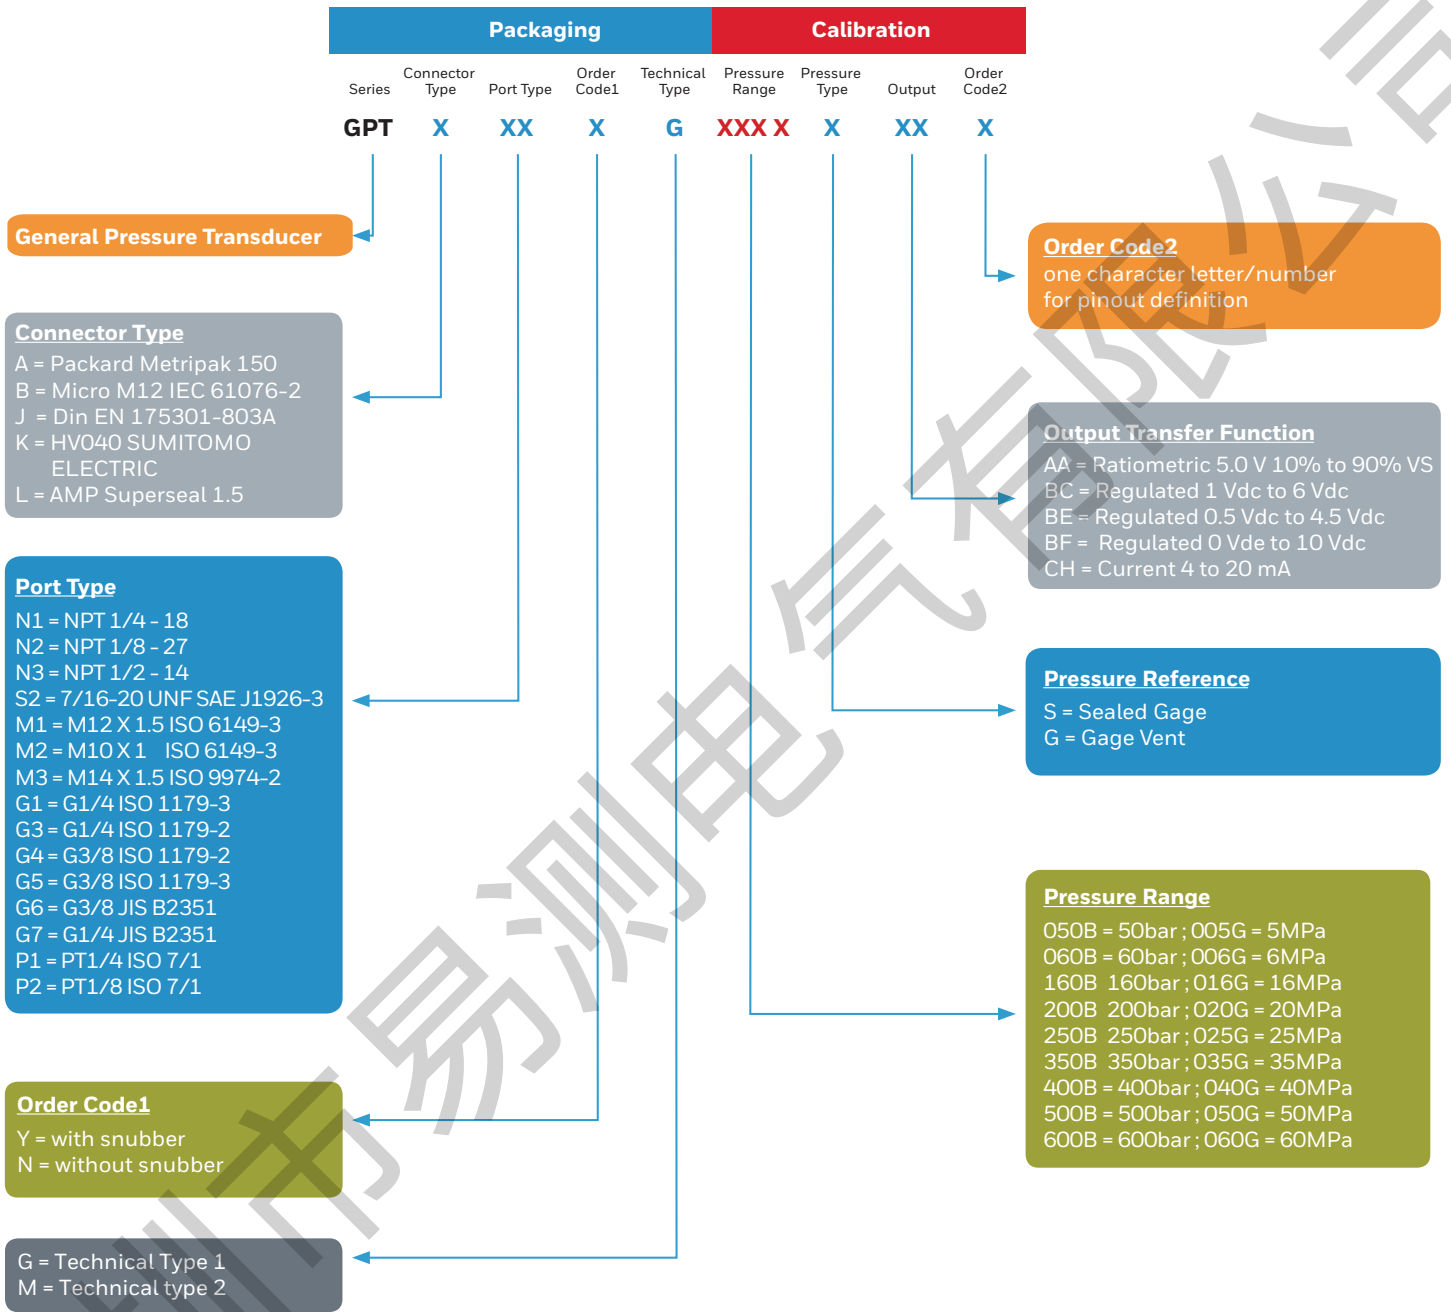 Packaging Calibration
Series Connector Type Port Type Order Code1 Technical Type Pressure Range Pressure Type Output Order Code2
GPT X XX X G XXX X X XX X
General Pressure Transducer
Connector Type
A = Packard Metripak 150
B = Micro M12 IEC 61076-2
J = Din EN 175301-803A
K = HV040 SUMITOMO
ELECTRIC
L = AMP Superseal 1.5
Port Type
N1 = NPT 1/4 - 18
N2 = NPT 1/8 - 27
N3 = NPT 1/2 - 14
S2 = 7/16-20 UNF SAE J1926-3
M1 = M12 X 1.5 ISO 6149-3
M2 = M10 X 1 ISO 6149-3
M3 = M14 X 1.5 ISO 9974-2
G1 = G1/4 ISO 1179-3
G3 = G1/4 ISO 1179-2
G4 = G3/8 ISO 1179-2
G5 = G3/8 ISO 1179-3
G6 = G3/8 JIS B2351
G7 = G1/4 JIS B2351
P1 = PT1/4 ISO 7/1
P2 = PT1/8 ISO 7/1
Order Code1
Y = with snubber
N = without snubber
G = Technical Type 1
M = Technical type 2
Order Code2
one character letter/number
for pinout definition
Output Transfer Function
AA = Ratiometric 5.0 V 10% to 90% VS
BC = Regulated 1 Vdc to 6 Vdc
BE = Regulated 0.5 Vdc to 4.5 Vdc
BF = Regulated 0 Vde to 10 Vdc
CH = Current 4 to 20 mA
Pressure Reference
S = Sealed Gage
G = Gage Vent
Pressure Range
050B = 50bar ; 005G = 5MPa
060B = 60bar ; 006G = 6MPa
160B 160bar ; 016G = 16MPa
200B 200bar ; 020G = 20MPa
250B 250bar ; 025G = 25MPa
350B 350bar ; 035G = 35MPa
400B = 400bar ; 040G = 40MPa
500B = 500bar ; 050G = 50MPa
600B = 600bar ; 060G = 60MPa
圳市易测电气有限公司